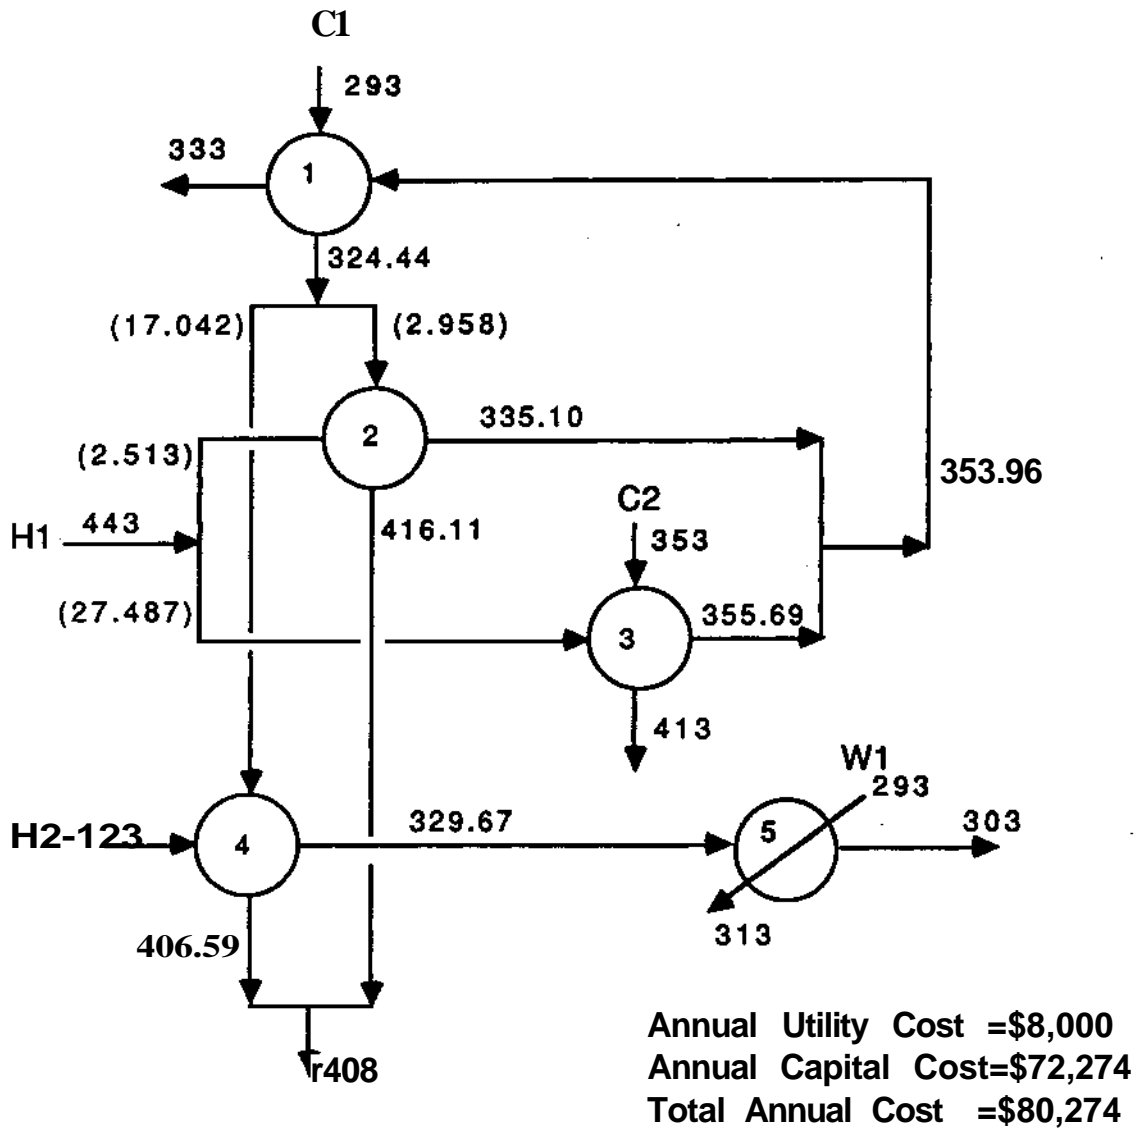 C1
293
333
1
324.44
(17.042)
(2.958)
2
335.10
(2.513)
353.96
H1
443
416.11
C2
353
(27.487)
3
355.69
413
W1
293
H2-123
4
329.67
5
303
406.59
313
r408
Annual Utility Cost =$8,000
Annual Capital Cost=$72,274
Total Annual Cost =$80,274